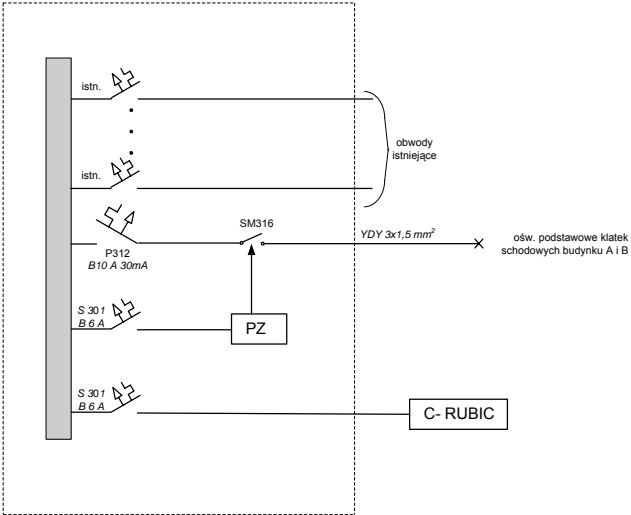 istn.
obwody
istniejące
istn.
SM316
YDY 3x1,5 mm²
ośw. podstawowe klatek
schodowych budynku A i B
P312
B10 A 30mA
S 301
B 6 A
PZ
S 301
B 6 A
C- RUBIC